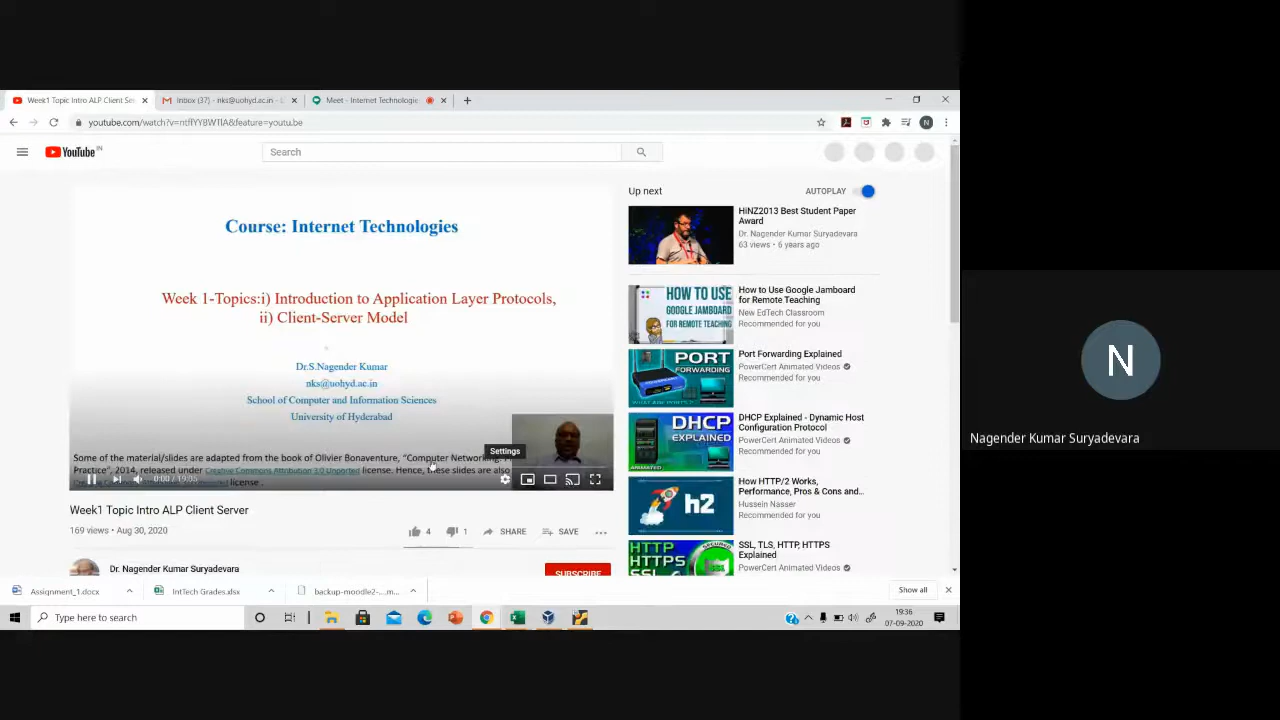 Week1 Topic Intro ALP Client Se
Inbox (37) - nks@uohyd.ac.in -
Meet - Internet Technologie
youtube.com/watch?v=ntflYY8WTlA&feature=youtu.be
N
YouTube IN
Search
Course: Internet Technologies
Week 1-Topics:i) Introduction to Application Layer Protocols,
ii) Client-Server Model
Dr.S.Nagender Kumar
nks@uohyd.ac.in
School of Computer and Information Sciences
University of Hyderabad
Settings
Some of the material/slides are adapted from the book of Olivier Bonaventure, "Computer Networking:
Practice", 2014, released under Creative Commons Attribution 3.0 Unported license. Hence, these slides are also
license.
0:00 / 19:05
Week1 Topic Intro ALP Client Server
169 views • Aug 30, 2020
4
1
SHARE
SAVE
Dr. Nagender Kumar Suryadevara
SUBSCRIBE
Up next
AUTOPLAY
HiNZ2013 Best Student Paper
Award
Dr. Nagender Kumar Suryadevara
63 views • 6 years ago
HOW TO USE
GOOGLE JAMBOARD
FOR REMOTE TEACHING
How to Use Google Jamboard
for Remote Teaching
New EdTech Classroom
Recommended for you
PORT
FORWARDING
Port Forwarding Explained
PowerCert Animated Videos
Recommended for you
DHCP
EXPLAINED
ANIMATED
DHCP Explained - Dynamic Host
Configuration Protocol
PowerCert Animated Videos
Recommended for you
h2
How HTTP/2 Works,
Performance, Pros & Cons and...
Hussein Nasser
Recommended for you
HTTP
HTTPS
SSL
SSL, TLS, HTTP, HTTPS
Explained
PowerCert Animated Videos
Assignment_1.docx
IntTech Grades.xlsx
backup-moodle2-....m...
Show all
Type here to search
19:36
07-09-2020
N
Nagender Kumar Suryadevara